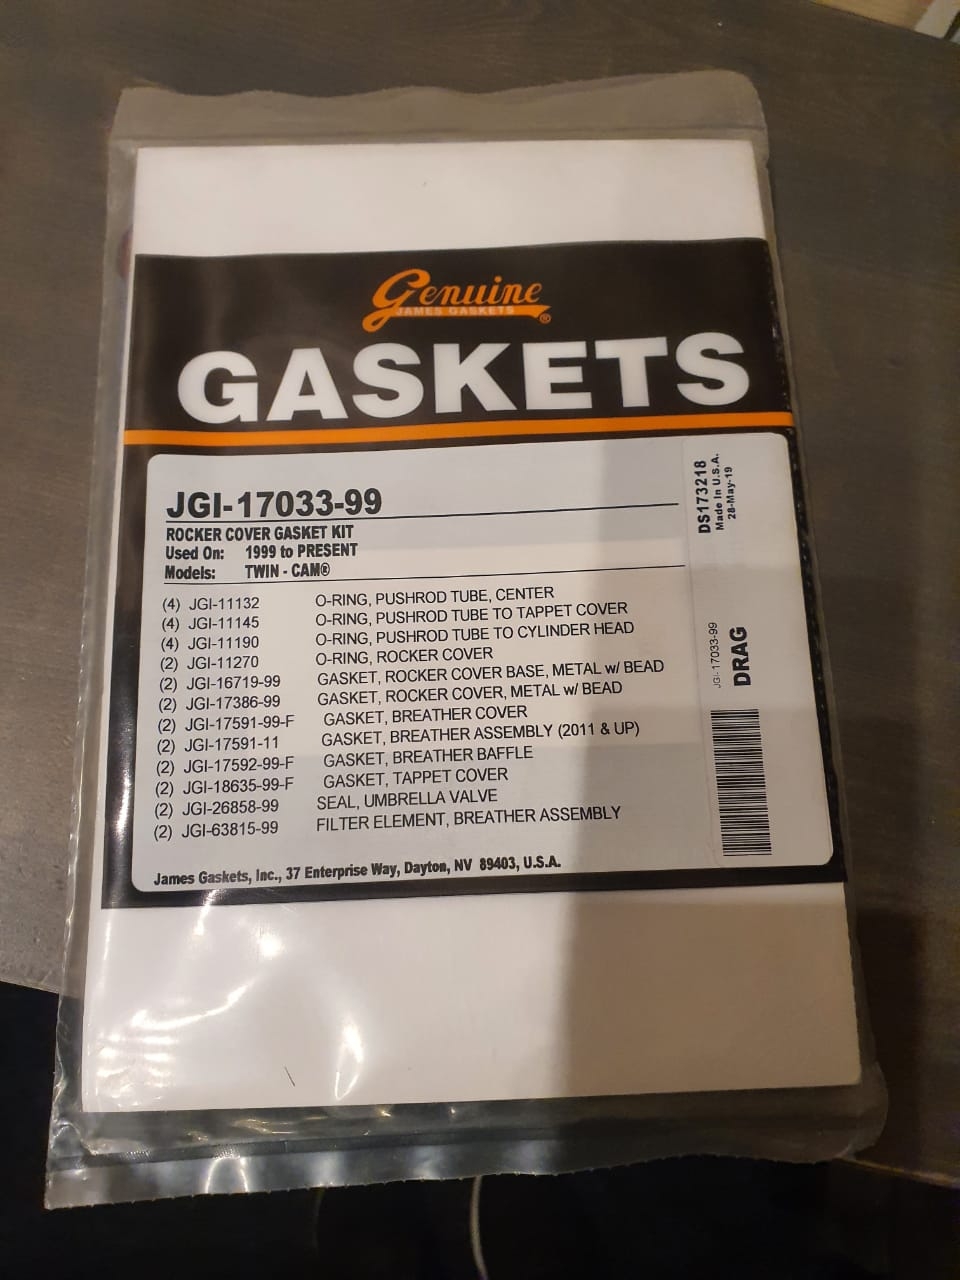 Genuine
JAMES GASKETS ®
GASKETS
JGI-17033-99
ROCKER COVER GASKET KIT
Used On: 1999 to PRESENT
Models: TWIN - CAM®
(4) JGI-11132 O-RING, PUSHROD TUBE, CENTER
(4) JGI-11145 O-RING, PUSHROD TUBE TO TAPPET COVER
(4) JGI-11190 O-RING, PUSHROD TUBE TO CYLINDER HEAD
(2) JGI-11270 O-RING, ROCKER COVER
(2) JGI-16719-99 GASKET, ROCKER COVER BASE, METAL w/ BEAD
(2) JGI-17386-99 GASKET, ROCKER COVER, METAL w/ BEAD
(2) JGI-17591-99-F GASKET, BREATHER COVER
(2) JGI-17591-11 GASKET, BREATHER ASSEMBLY (2011 & UP)
(2) JGI-17592-99-F GASKET, BREATHER BAFFLE
(2) JGI-18635-99-F GASKET, TAPPET COVER
(2) JGI-26858-99 SEAL, UMBRELLA VALVE
(2) JGI-63815-99 FILTER ELEMENT, BREATHER ASSEMBLY
James Gaskets, Inc., 37 Enterprise Way, Dayton, NV 89403, U.S.A.
DS173218
Made In U.S.A.
28-May-19
JGI-17033-99
DRAG